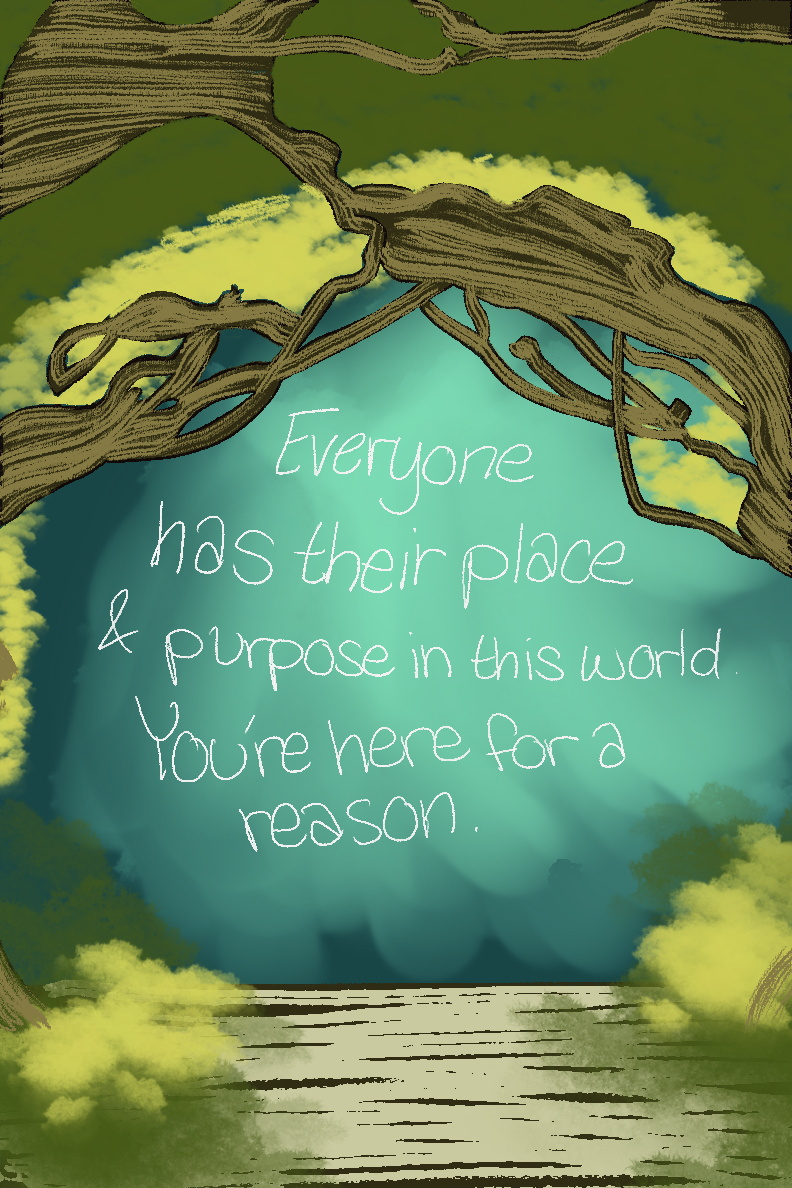 Everyone
has their place
& purpose in this world.
You're here for a
reason.